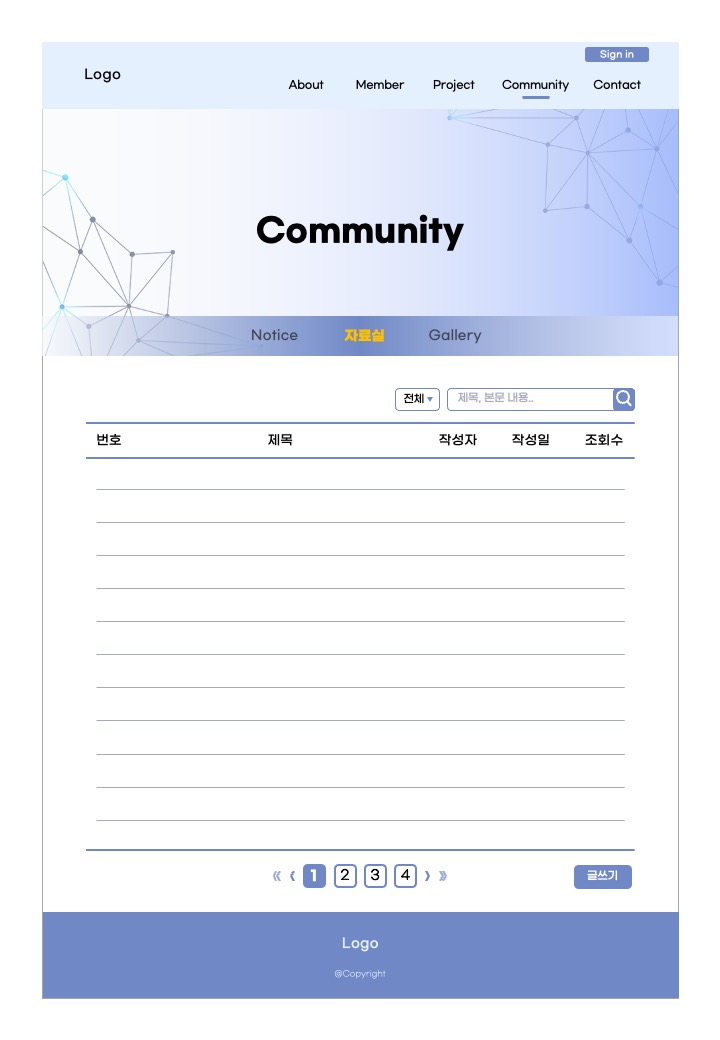 Sign in
Logo
About Member Project Community Contact
Community
Notice 자료실 Gallery
전체 제목, 본문 내용..
번호 제목 작성자 작성일 조회수
《 〈 1 2 3 4 〉 》 글쓰기
Logo
@Copyright